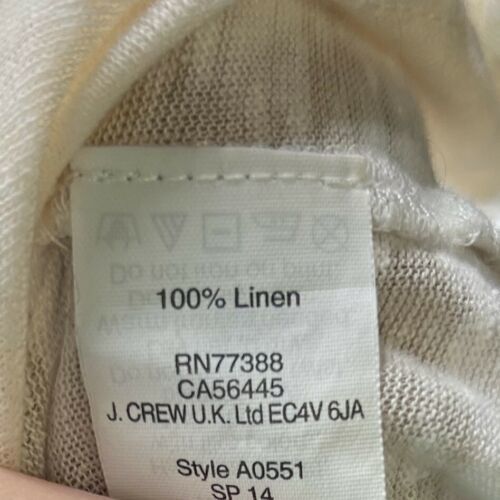 100% Linen
RN77388
CA56445
J. CREW U.K. Ltd EC4V 6JA
Style A0551
SP 14